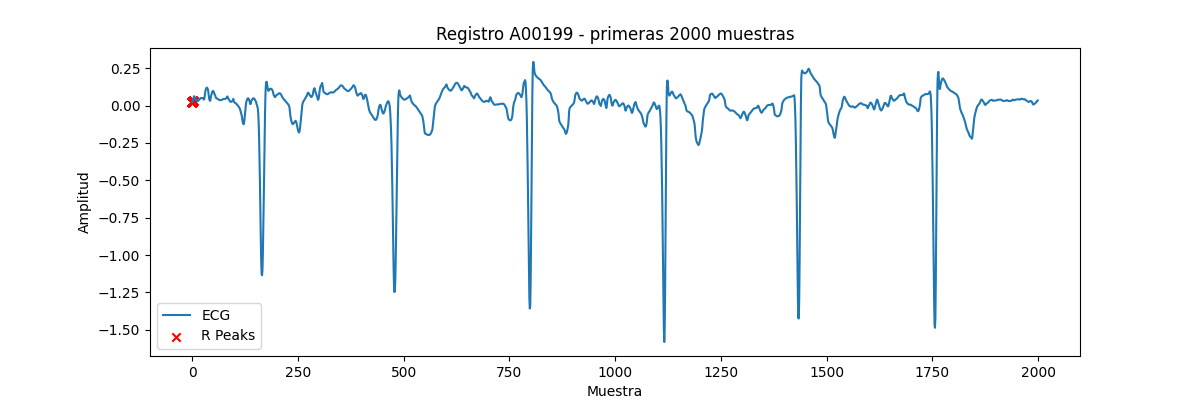 Registro A00199 - primeras 2000 muestras
Amplitud
0.25
0.00
−0.25
−0.50
−0.75
−1.00
−1.25
−1.50
ECG
R Peaks
0 250 500 750 1000 1250 1500 1750 2000
Muestra